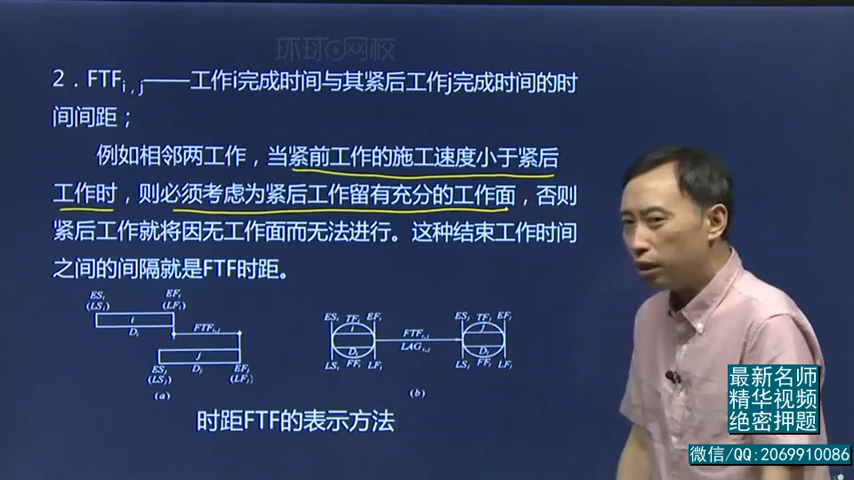 环球网校
2．FTFi,j——工作i完成时间与其紧后工作j完成时间的时
间间距；
例如相邻两工作，当紧前工作的施工速度小于紧后
工作时，则必须考虑为紧后工作留有充分的工作面，否则
紧后工作就将因无工作面而无法进行。这种结束工作时间
之间的间隔就是FTF时距。
ESi EFi
(LSi) (LFi)
i
Di FTFi,j
j
ESj Dj EFj
(LSj) (LFj)
(a)
ESi TFi EFi ESj TFj EFj
i FTFi,j j
Di LAGi,j Dj
LSi FFi LFi LSj FFj LFj
(b)
时距FTF的表示方法
最新名师
精华视频
绝密押题
微信/QQ:2069910086